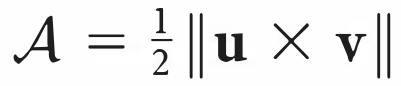 𝒜 = ½ ‖𝐮 × 𝐯‖